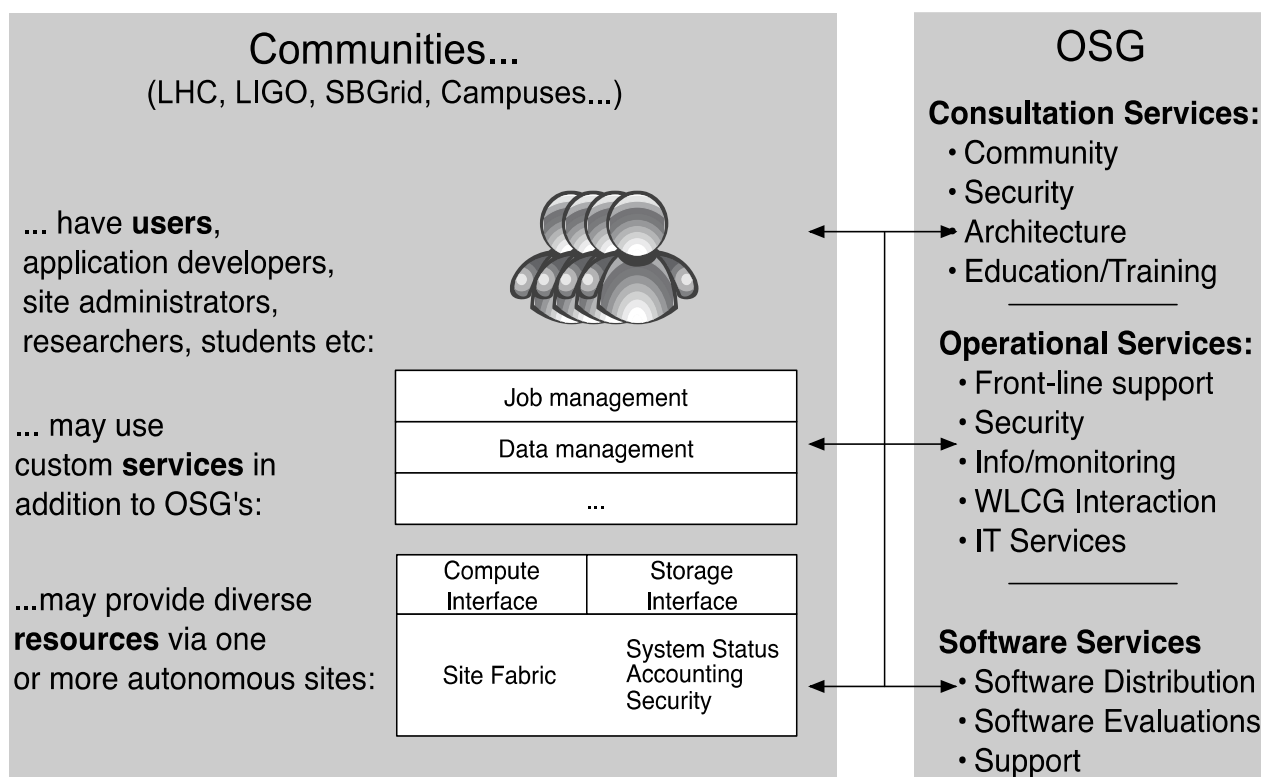 Communities...
(LHC, LIGO, SBGrid, Campuses...)
... have users,
application developers,
site administrators,
researchers, students etc:
... may use
custom services in
addition to OSG's:
Job management
Data management
...
...may provide diverse
resources via one
or more autonomous sites:
Compute
Interface
Storage
Interface
Site Fabric
System Status
Accounting
Security
OSG
Consultation Services:
• Community
• Security
• Architecture
• Education/Training
Operational Services:
• Front-line support
• Security
• Info/monitoring
• WLCG Interaction
• IT Services
Software Services
• Software Distribution
• Software Evaluations
• Support